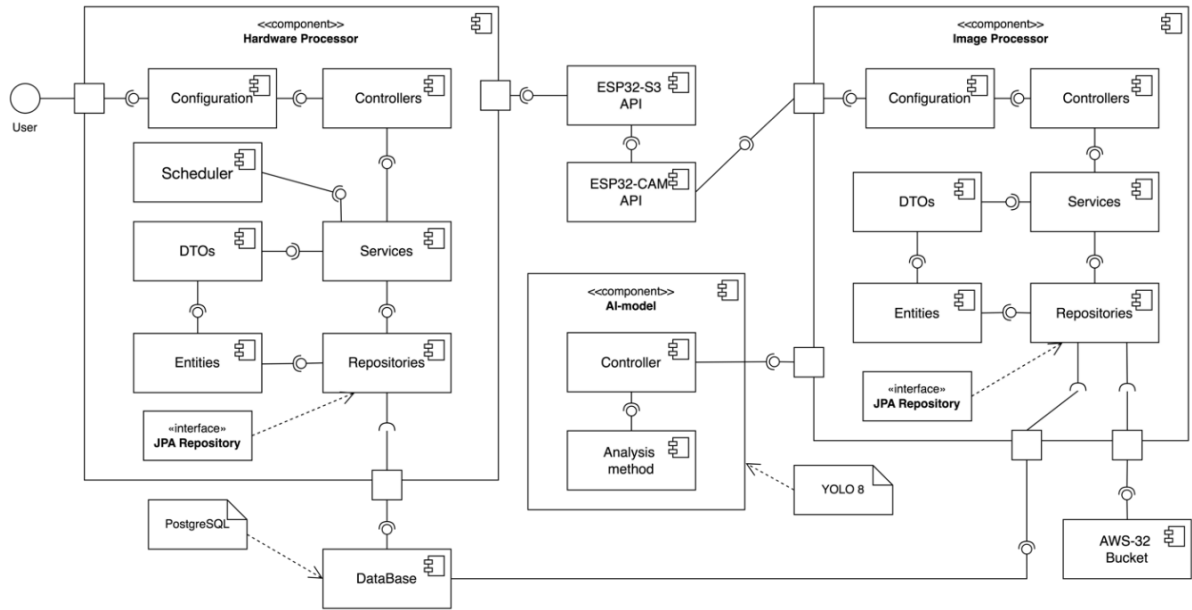 <<component>>
Hardware Processor
User
Configuration
Controllers
Scheduler
DTOs
Services
Entities
Repositories
«interface»
JPA Repository
PostgreSQL
DataBase
ESP32-S3
API
ESP32-CAM
API
<<component>>
AI-model
Controller
Analysis
method
YOLO 8
<<component>>
Image Processor
Configuration
Controllers
DTOs
Services
Entities
Repositories
«interface»
JPA Repository
AWS-32
Bucket